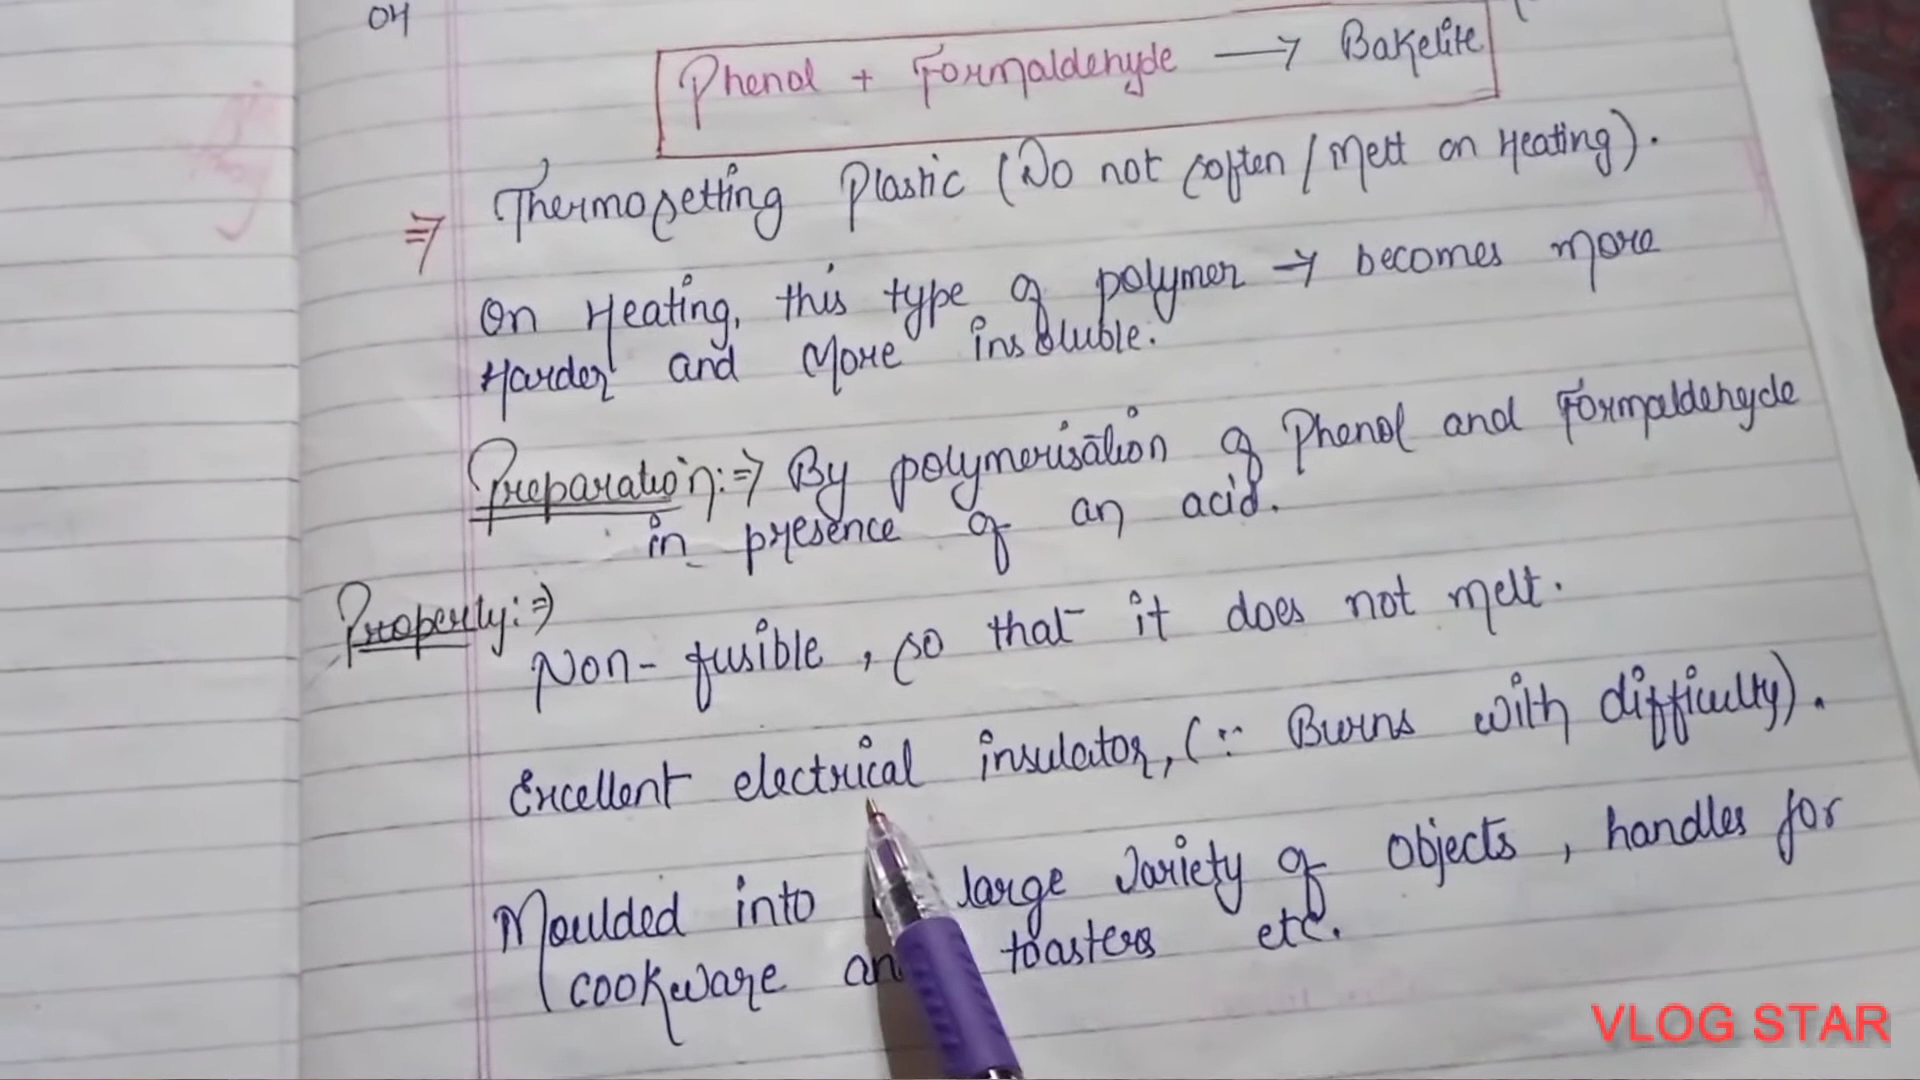 04
Phenol + Formaldehyde → Bakelite
⇒ Thermosetting Plastic (Do not soften / Melt on Heating).
On Heating, this type of polymer → becomes more
Harder and More insoluble.
Preparation:⇒ By polymerisation of Phenol and Formaldehyde
in presence of an acid.
Property:⇒
Non-fusible, so that it does not melt.
Excellent electrical insulator, (∵ Burns with difficulty).
Moulded into large variety of objects, handles for
cookware toasters etc.
VLOG STAR